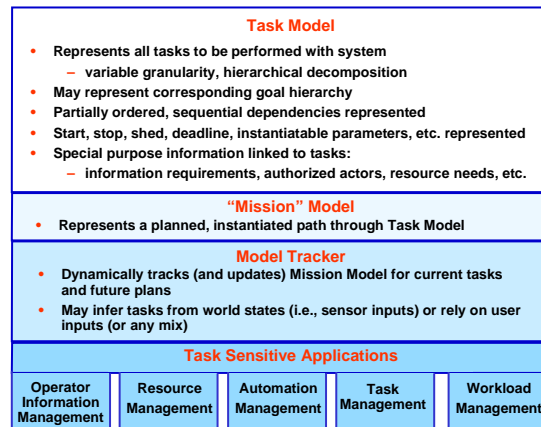 Task Model
• Represents all tasks to be performed with system
– variable granularity, hierarchical decomposition
• May represent corresponding goal hierarchy
• Partially ordered, sequential dependencies represented
• Start, stop, shed, deadline, instantiatable parameters, etc. represented
• Special purpose information linked to tasks:
– information requirements, authorized actors, resource needs, etc.
“Mission” Model
• Represents a planned, instantiated path through Task Model
Model Tracker
• Dynamically tracks (and updates) Mission Model for current tasks
and future plans
• May infer tasks from world states (i.e., sensor inputs) or rely on user
inputs (or any mix)
Task Sensitive Applications
Operator
Information
Management
Resource
Management
Automation
Management
Task
Management
Workload
Management